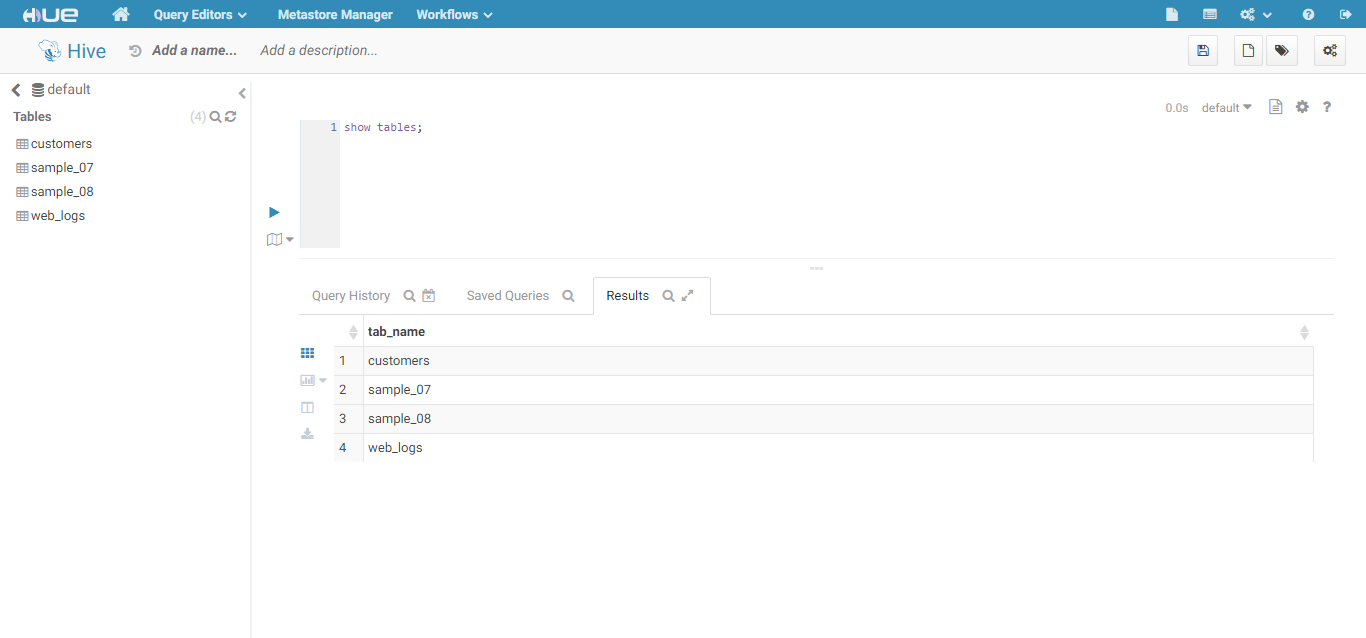 HUE Query Editors Metastore Manager Workflows
Hive Add a name... Add a description...
default
Tables (4)
customers
sample_07
sample_08
web_logs
0.0s default ?
1 show tables;
Query History Saved Queries Results
tab_name
1 customers
2 sample_07
3 sample_08
4 web_logs